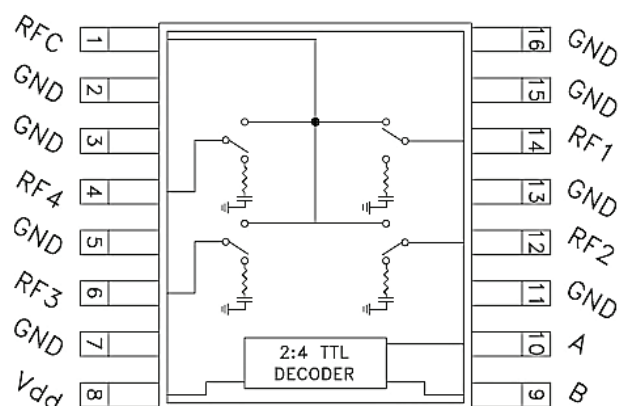 RFC 1
GND 2
GND 3
RF4 4
GND 5
RF3 6
GND 7
Vdd 8
16 GND
15 GND
14 RF1
13 GND
12 RF2
11 GND
10 A
9 B
2:4 TTL
DECODER